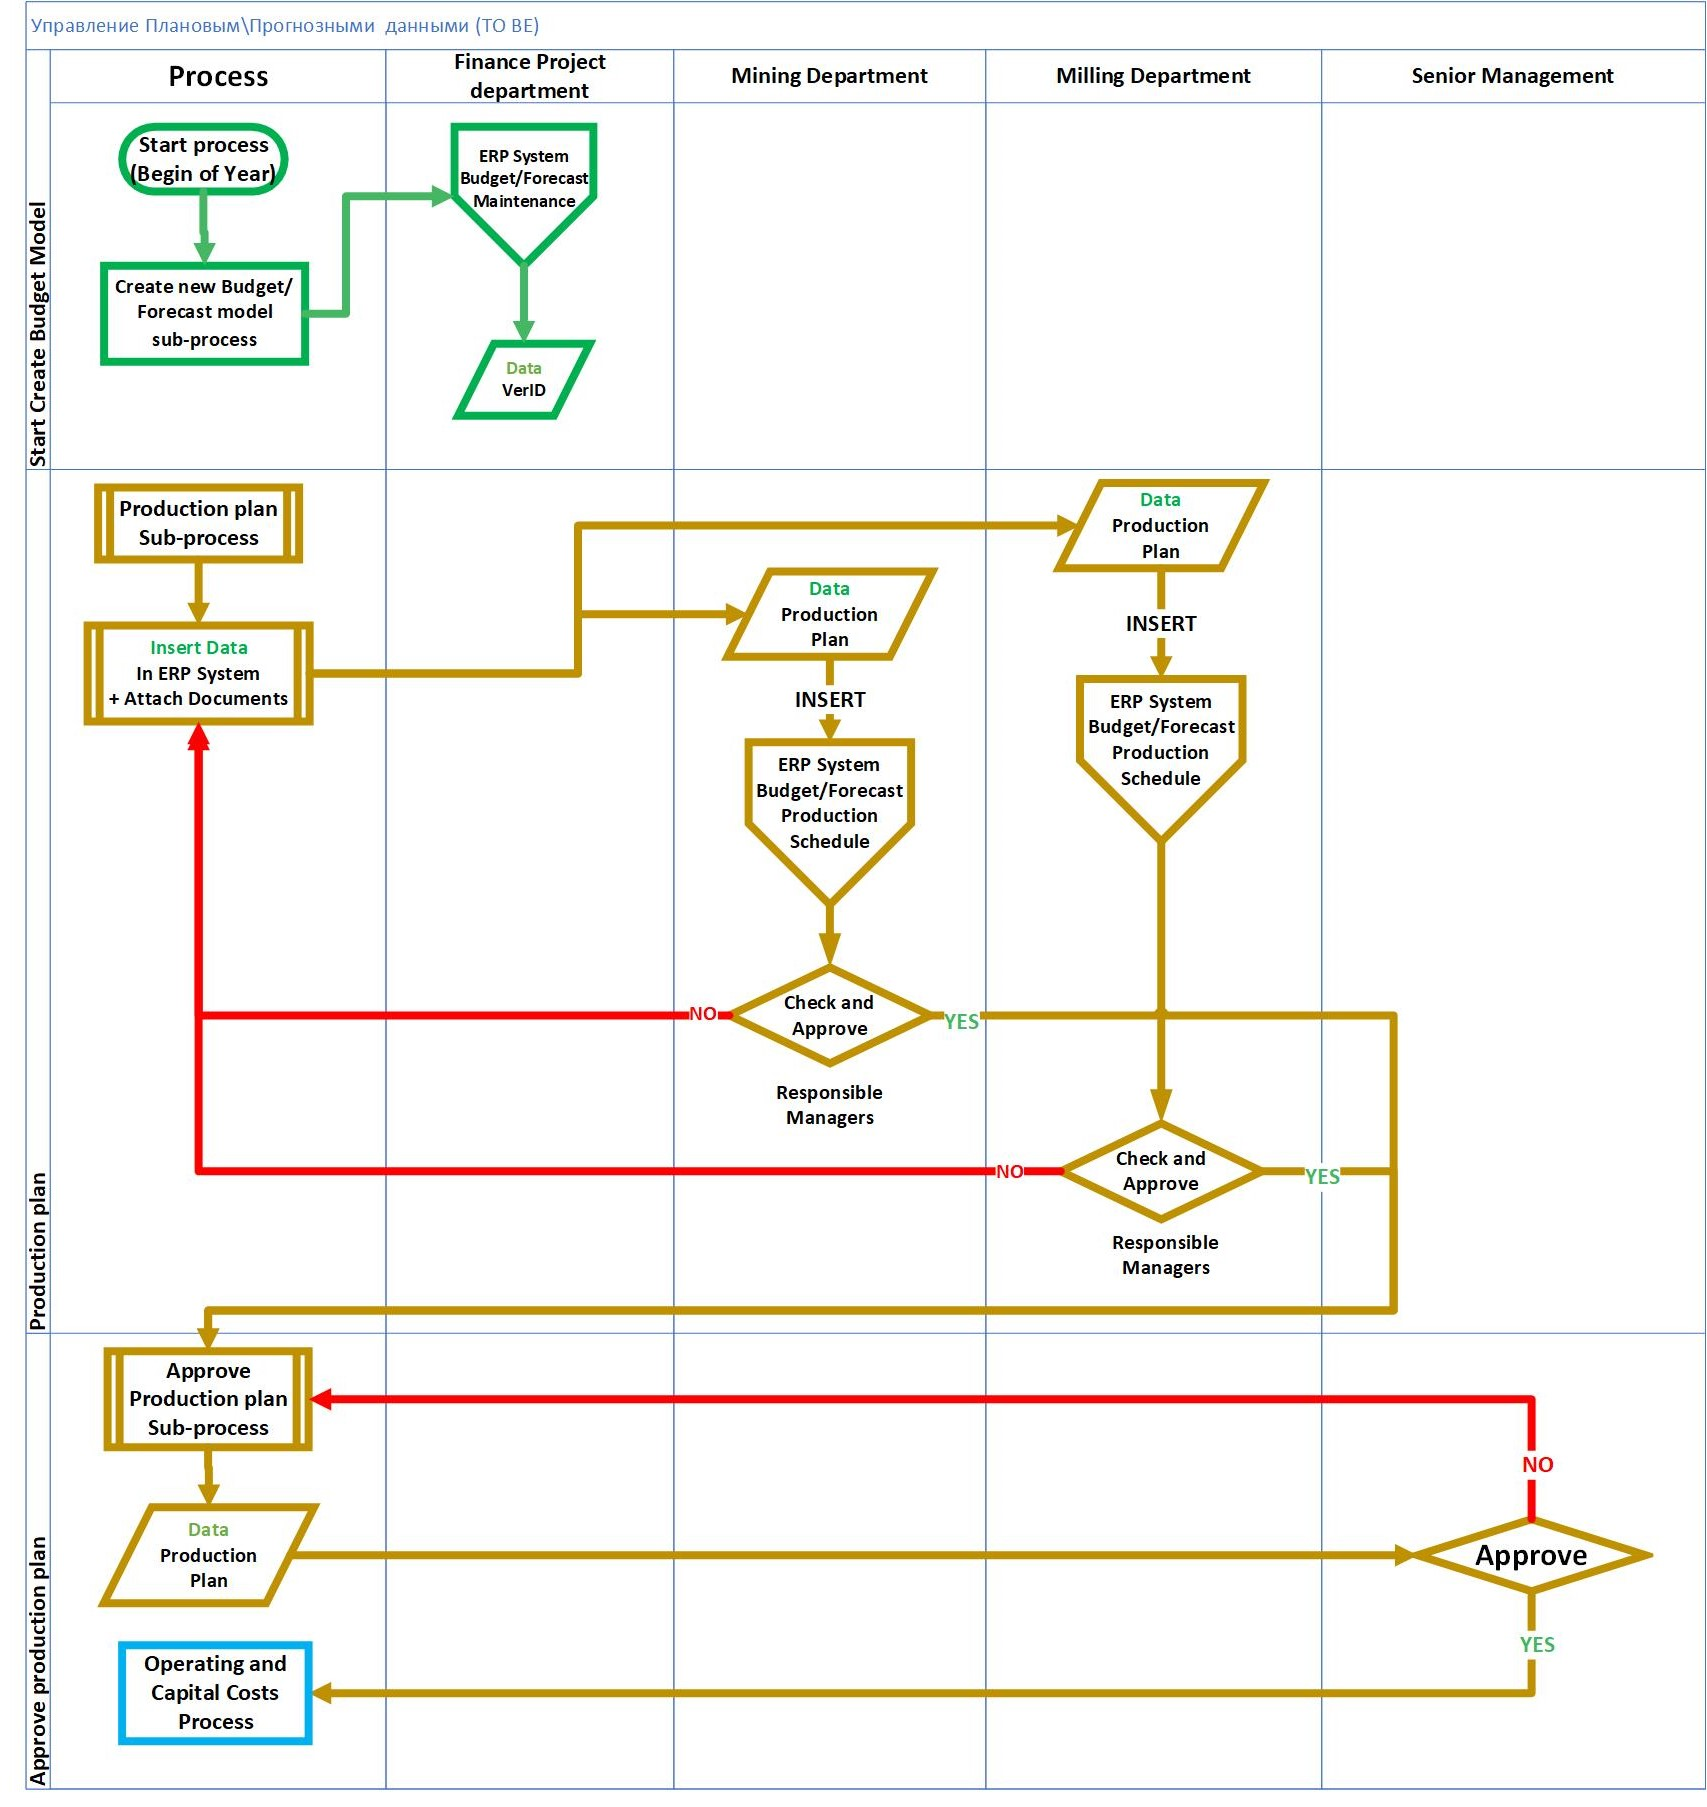 Управление Плановым\Прогнозными данными (TO BE)
Process
Finance Project
department
Mining Department
Milling Department
Senior Management
Start Create Budget Model
Start process
(Begin of Year)
Create new Budget/
Forecast model
sub-process
ERP System
Budget/Forecast
Maintenance
Data
VerID
Production plan
Production plan
Sub-process
Insert Data
In ERP System
+ Attach Documents
Data
Production
Plan
INSERT
ERP System
Budget/Forecast
Production
Schedule
Check and
Approve
NO
YES
Responsible
Managers
Data
Production
Plan
INSERT
ERP System
Budget/Forecast
Production
Schedule
Check and
Approve
NO
YES
Responsible
Managers
Approve production plan
Approve
Production plan
Sub-process
Data
Production
Plan
NO
Approve
YES
Operating and
Capital Costs
Process